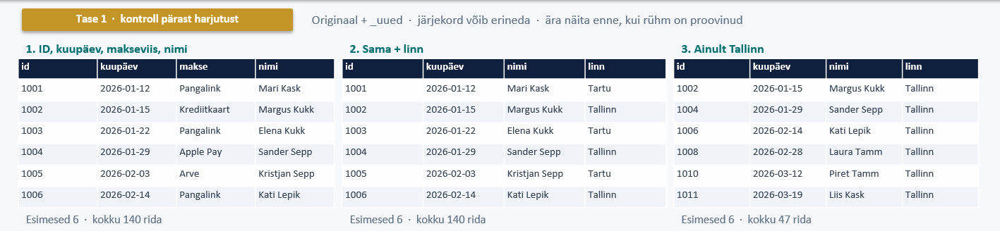 Tase 1 · kontroll pärast harjutust
Originaal + _uued · järjekord võib erineda · ära näita enne, kui rühm on proovinud
1. ID, kuupäev, makseviis, nimi
id kuupäev makse nimi
1001 2026-01-12 Pangalink Mari Kask
1002 2026-01-15 Krediitkaart Margus Kukk
1003 2026-01-22 Pangalink Elena Kukk
1004 2026-01-29 Apple Pay Sander Sepp
1005 2026-02-03 Arve Kristjan Sepp
1006 2026-02-14 Pangalink Kati Lepik
Esimesed 6 · kokku 140 rida
2. Sama + linn
id kuupäev nimi linn
1001 2026-01-12 Mari Kask Tartu
1002 2026-01-15 Margus Kukk Tallinn
1003 2026-01-22 Elena Kukk Tartu
1004 2026-01-29 Sander Sepp Tallinn
1005 2026-02-03 Kristjan Sepp Tartu
1006 2026-02-14 Kati Lepik Tallinn
Esimesed 6 · kokku 140 rida
3. Ainult Tallinn
id kuupäev nimi linn
1002 2026-01-15 Margus Kukk Tallinn
1004 2026-01-29 Sander Sepp Tallinn
1006 2026-02-14 Kati Lepik Tallinn
1008 2026-02-28 Laura Tamm Tallinn
1010 2026-03-12 Piret Tamm Tallinn
1011 2026-03-19 Liis Kask Tallinn
Esimesed 6 · kokku 47 rida